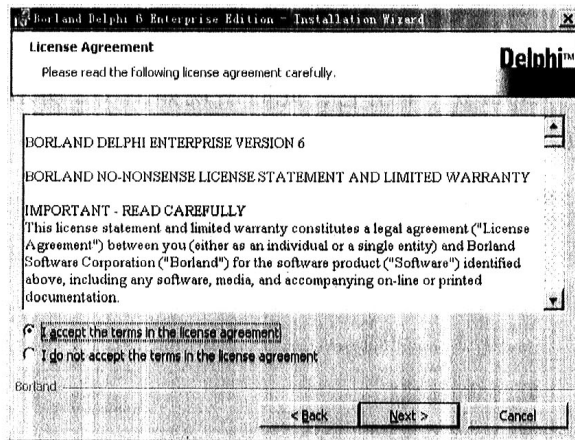 Borland Delphi 6 Enterprise Edition - Installation Wizard
License Agreement
Please read the following license agreement carefully.
Delphi™
BORLAND DELPHI ENTERPRISE VERSION 6
BORLAND NO-NONSENSE LICENSE STATEMENT AND LIMITED WARRANTY
IMPORTANT - READ CAREFULLY
This license statement and limited warranty constitutes a legal agreement ("License
Agreement") between you (either as an individual or a single entity) and Borland
Software Corporation ("Borland") for the software product ("Software") identified
above, including any software, media, and accompanying on-line or printed
documentation.
I accept the terms in the license agreement
I do not accept the terms in the license agreement
Borland
< Back
Next >
Cancel